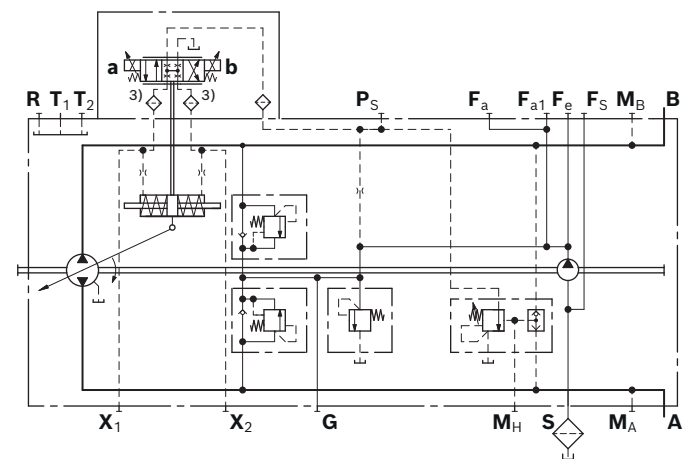 a b
3) 3)
R T1 T2 PS Fa Fa1 Fe FS MB B
X1 X2 G MH S MA A